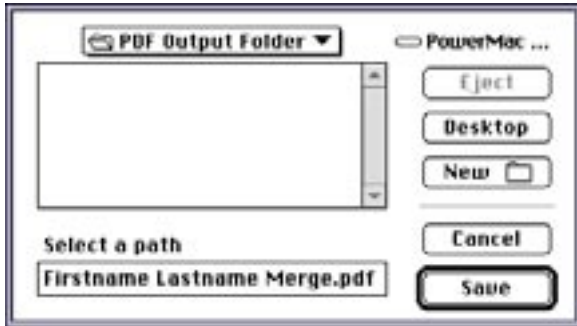 PDF Output Folder
PowerMac ...
Eject
Desktop
New
Select a path
Cancel
Firstname Lastname Merge.pdf
Save